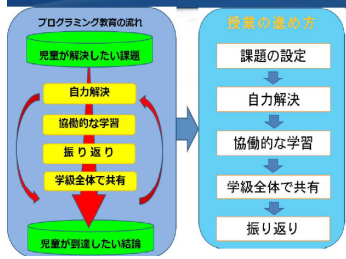 プログラミング教育の流れ
児童が解決したい課題
自力解決
協働的な学習
振り返り
学級全体で共有
児童が到達したい結論
授業の進め方
課題の設定
自力解決
協働的な学習
学級全体で共有
振り返り